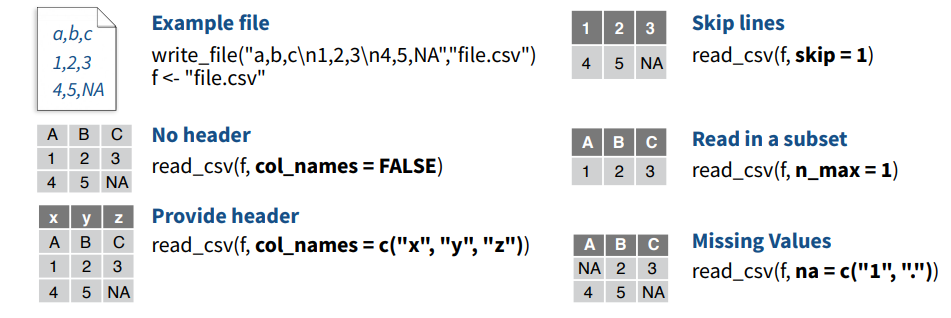 a,b,c
1,2,3
4,5,NA
Example file
write_file("a,b,c\n1,2,3\n4,5,NA","file.csv")
f <- "file.csv"
A B C
1 2 3
4 5 NA
No header
read_csv(f, col_names = FALSE)
x y z
A B C
1 2 3
4 5 NA
Provide header
read_csv(f, col_names = c("x", "y", "z"))
1 2 3
4 5 NA
Skip lines
read_csv(f, skip = 1)
A B C
1 2 3
Read in a subset
read_csv(f, n_max = 1)
A B C
NA 2 3
4 5 NA
Missing Values
read_csv(f, na = c("1", "."))